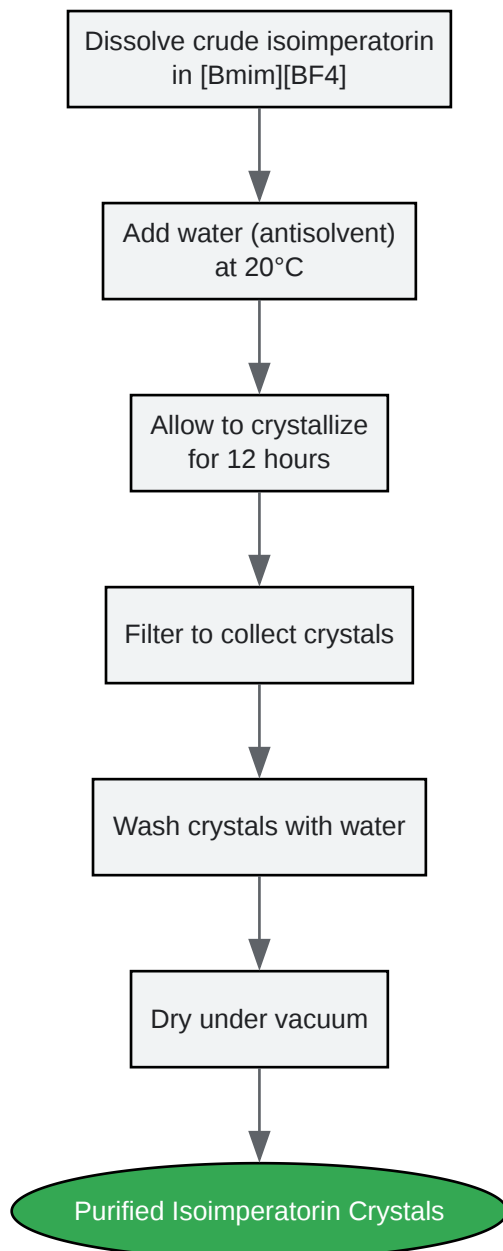 Dissolve crude isoimperatorin
in [Bmim][BF4]
Add water (antisolvent)
at 20°C
Allow to crystallize
for 12 hours
Filter to collect crystals
Wash crystals with water
Dry under vacuum
Purified Isoimperatorin Crystals